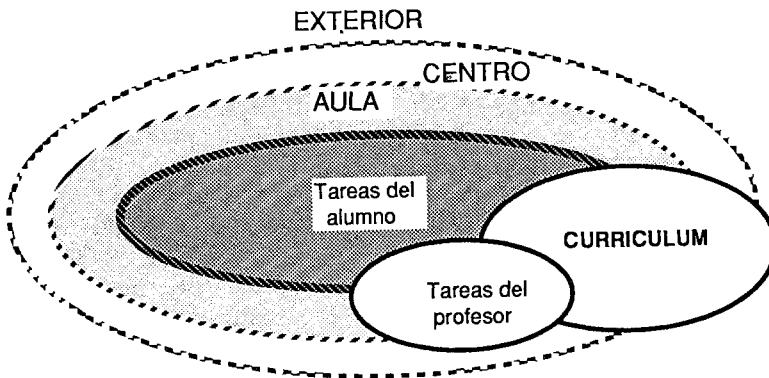 EXTERIOR
CENTRO
AULA
Tareas del
alumno
CURRICULUM
Tareas del
profesor